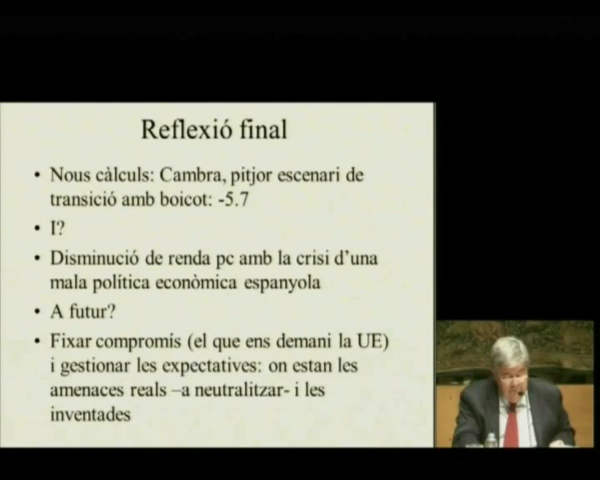 Reflexió final
• Nous càlculs: Cambra, pitjor escenari de
transició amb boicot: -5.7
• I?
• Disminució de renda pc amb la crisi d’una
mala política econòmica espanyola
• A futur?
• Fixar compromís (el que ens demani la UE)
i gestionar les expectatives: on estan les
amenaces reals –a neutralitzar- i les
inventades